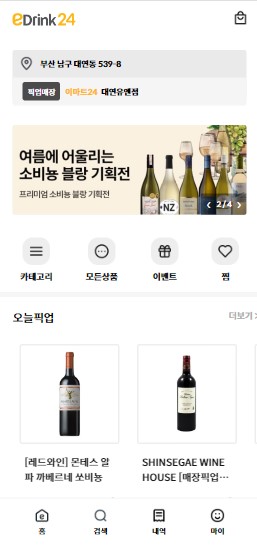 eDrink24
부산 남구 대연동 539-8
픽업매장 이마트24 대연유엔점
여름에 어울리는
소비뇽 블랑 기획전
프리미엄 소비뇽 블랑 기획전
NZ
2/4
카테고리 모든상품 이벤트 찜
오늘픽업 더보기 >
[레드와인] 몬테스 알
파 까베르네 쏘비뇽
SHINSEGAE WINE
HOUSE [매장픽업…
홈 검색 내역 마이